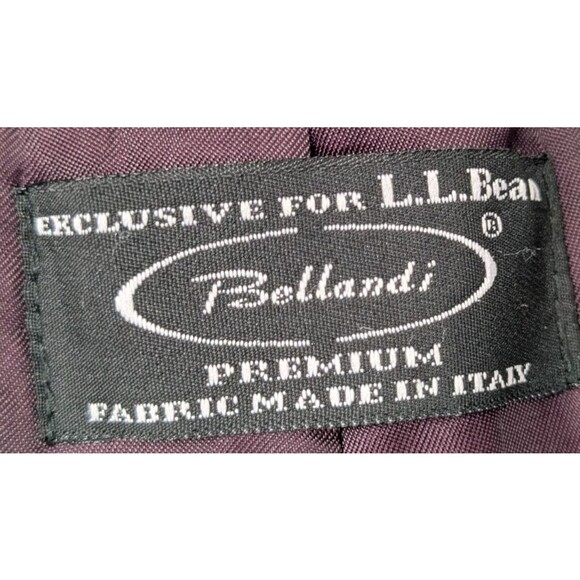 EXCLUSIVE FOR L.L.Bean
Bellandi ®
PREMIUM
FABRIC MADE IN ITALY